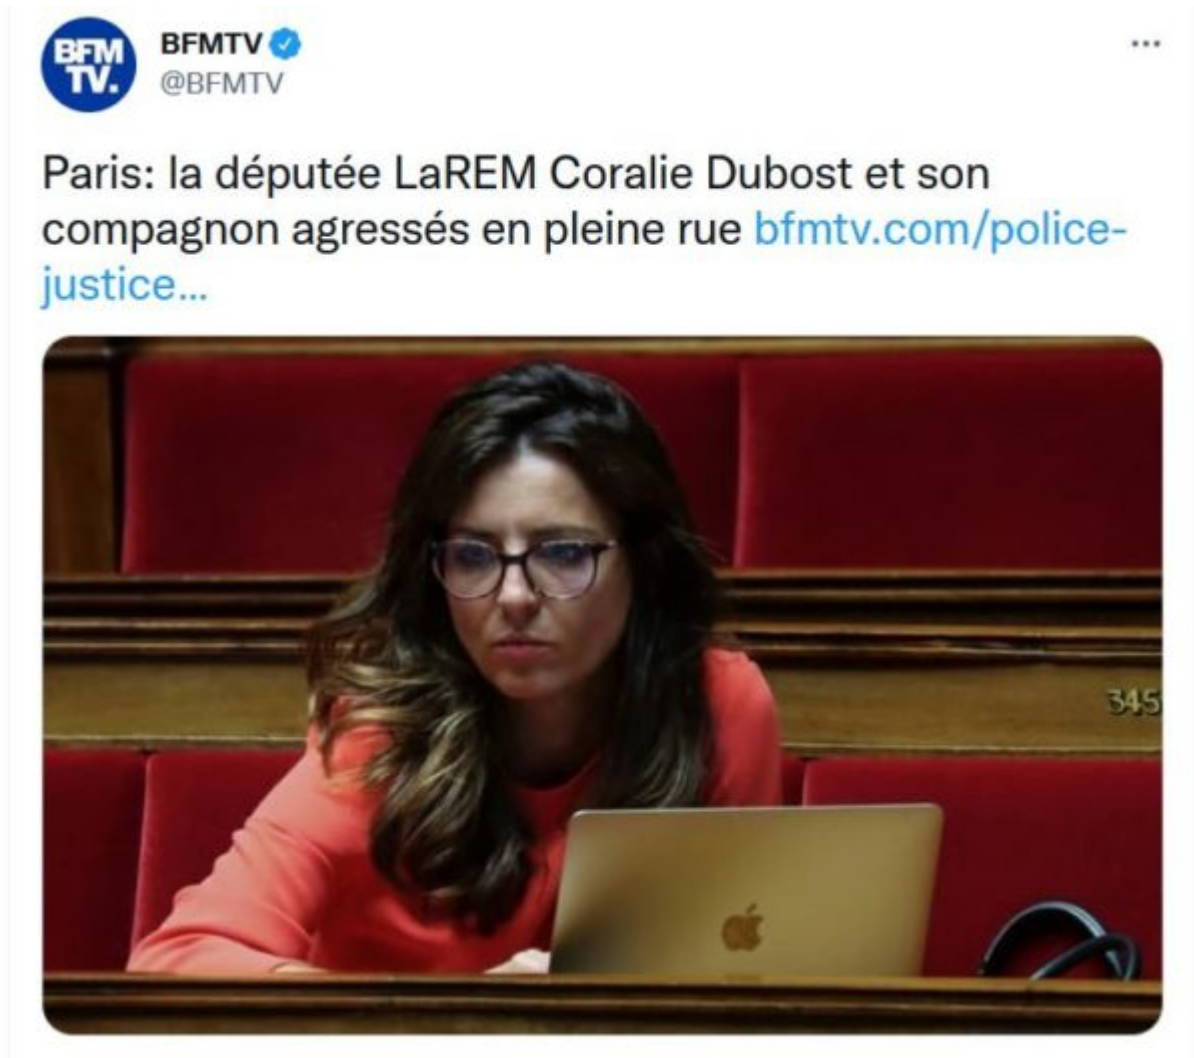 BFM
TV.
BFMTV
@BFMTV
Paris: la députée LaREM Coralie Dubost et son
compagnon agressés en pleine rue bfmtv.com/police-
justice...
345